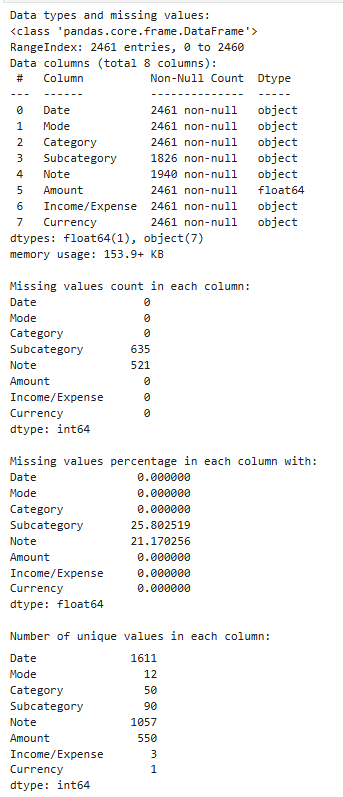 Data types and missing values:
<class 'pandas.core.frame.DataFrame'>
RangeIndex: 2461 entries, 0 to 2460
Data columns (total 8 columns):
 #   Column          Non-Null Count  Dtype
---  ------          --------------  -----
 0   Date            2461 non-null   object
 1   Mode            2461 non-null   object
 2   Category        2461 non-null   object
 3   Subcategory     1826 non-null   object
 4   Note            1940 non-null   object
 5   Amount          2461 non-null   float64
 6   Income/Expense  2461 non-null   object
 7   Currency        2461 non-null   object
dtypes: float64(1), object(7)
memory usage: 153.9+ KB
Missing values count in each column:
Date                0
Mode                0
Category            0
Subcategory       635
Note              521
Amount              0
Income/Expense      0
Currency            0
dtype: int64
Missing values percentage in each column with:
Date               0.000000
Mode               0.000000
Category           0.000000
Subcategory       25.802519
Note              21.170256
Amount             0.000000
Income/Expense     0.000000
Currency           0.000000
dtype: float64
Number of unique values in each column:
Date              1611
Mode                12
Category            50
Subcategory         90
Note              1057
Amount             550
Income/Expense       3
Currency             1
dtype: int64